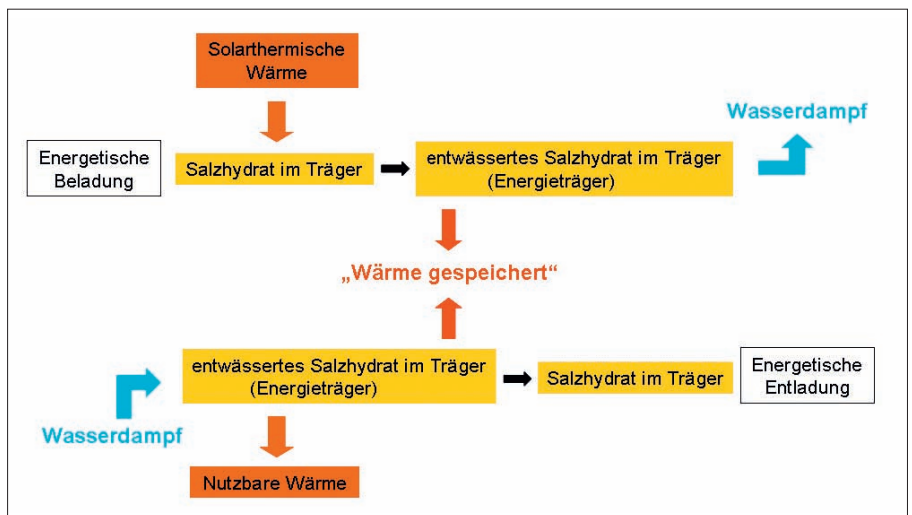 Solarthermische
Wärme
Wasserdampf
Energetische
Beladung
Salzhydrat im Träger
entwässertes Salzhydrat im Träger
(Energieträger)
„Wärme gespeichert“
entwässertes Salzhydrat im Träger
(Energieträger)
Salzhydrat im Träger
Energetische
Entladung
Wasserdampf
Nutzbare Wärme